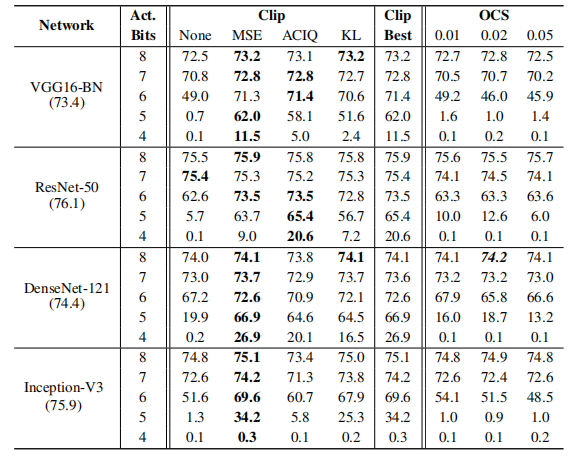 Network Act. Bits Clip Clip Best OCS
None MSE ACIQ KL 0.01 0.02 0.05
VGG16-BN (73.4)
8 72.5 73.2 73.1 73.2 73.2 72.7 72.8 72.5
7 70.8 72.8 72.8 72.7 72.8 70.5 70.7 70.2
6 49.0 71.3 71.4 70.6 71.4 49.2 46.0 45.9
5 0.7 62.0 58.1 51.6 62.0 1.6 1.0 1.4
4 0.1 11.5 5.0 2.4 11.5 0.1 0.2 0.1
ResNet-50 (76.1)
8 75.5 75.9 75.8 75.8 75.9 75.6 75.5 75.7
7 75.4 75.3 75.2 75.3 75.4 74.1 74.5 74.1
6 62.6 73.5 73.5 72.8 73.5 63.3 63.3 63.6
5 5.7 63.7 65.4 56.7 65.4 10.0 12.6 6.0
4 0.1 9.0 20.6 7.2 20.6 0.1 0.1 0.1
DenseNet-121 (74.4)
8 74.0 74.1 73.8 74.1 74.1 74.1 74.2 74.1
7 73.0 73.7 72.9 73.7 73.6 73.2 73.2 73.0
6 67.2 72.6 70.9 72.1 72.6 67.9 65.8 66.6
5 19.9 66.9 64.6 64.5 66.9 16.0 18.7 13.2
4 0.2 26.9 20.1 16.5 26.9 0.1 0.1 0.1
Inception-V3 (75.9)
8 74.8 75.1 73.4 75.0 75.1 74.8 74.9 74.8
7 72.6 74.2 71.3 73.8 74.2 72.6 72.4 72.6
6 51.6 69.6 60.7 67.9 69.6 54.1 51.5 48.5
5 1.3 34.2 5.8 25.3 34.2 1.0 0.9 1.0
4 0.1 0.3 0.1 0.2 0.3 0.1 0.1 0.2